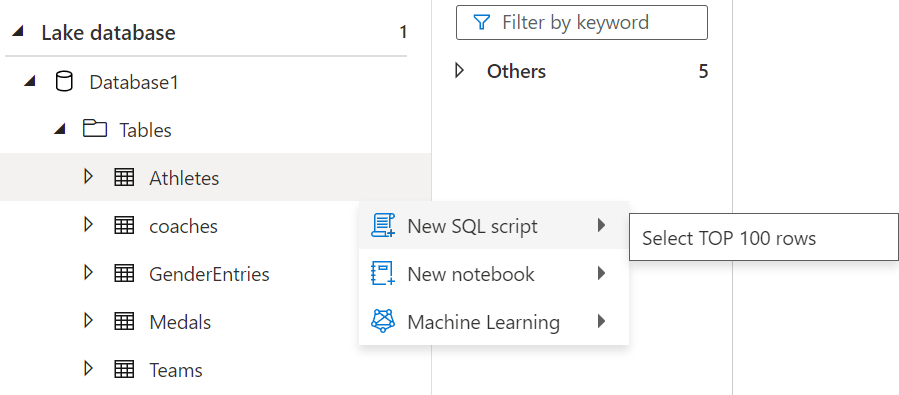 Lake database 1
Database1
Tables
Athletes
coaches
GenderEntries
Medals
Teams
Filter by keyword
Others 5
New SQL script
New notebook
Machine Learning
Select TOP 100 rows